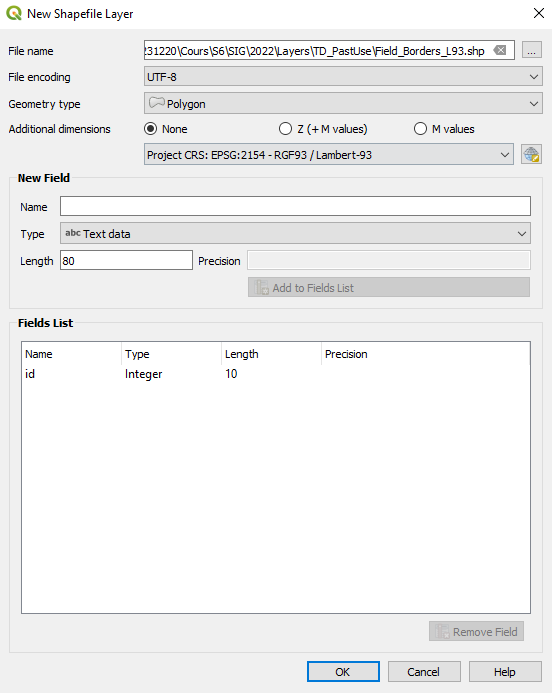 New Shapefile Layer
File name
231220\Cours\S6\SIG\2022\Layers\TD_PastUse\Field_Borders_L93.shp
...
File encoding
UTF-8
Geometry type
Polygon
Additional dimensions
None
Z (+ M values)
M values
Project CRS: EPSG:2154 - RGF93 / Lambert-93
New Field
Name
Type
abc Text data
Length
80
Precision
Add to Fields List
Fields List
Name Type Length Precision
id Integer 10
Remove Field
OK Cancel Help